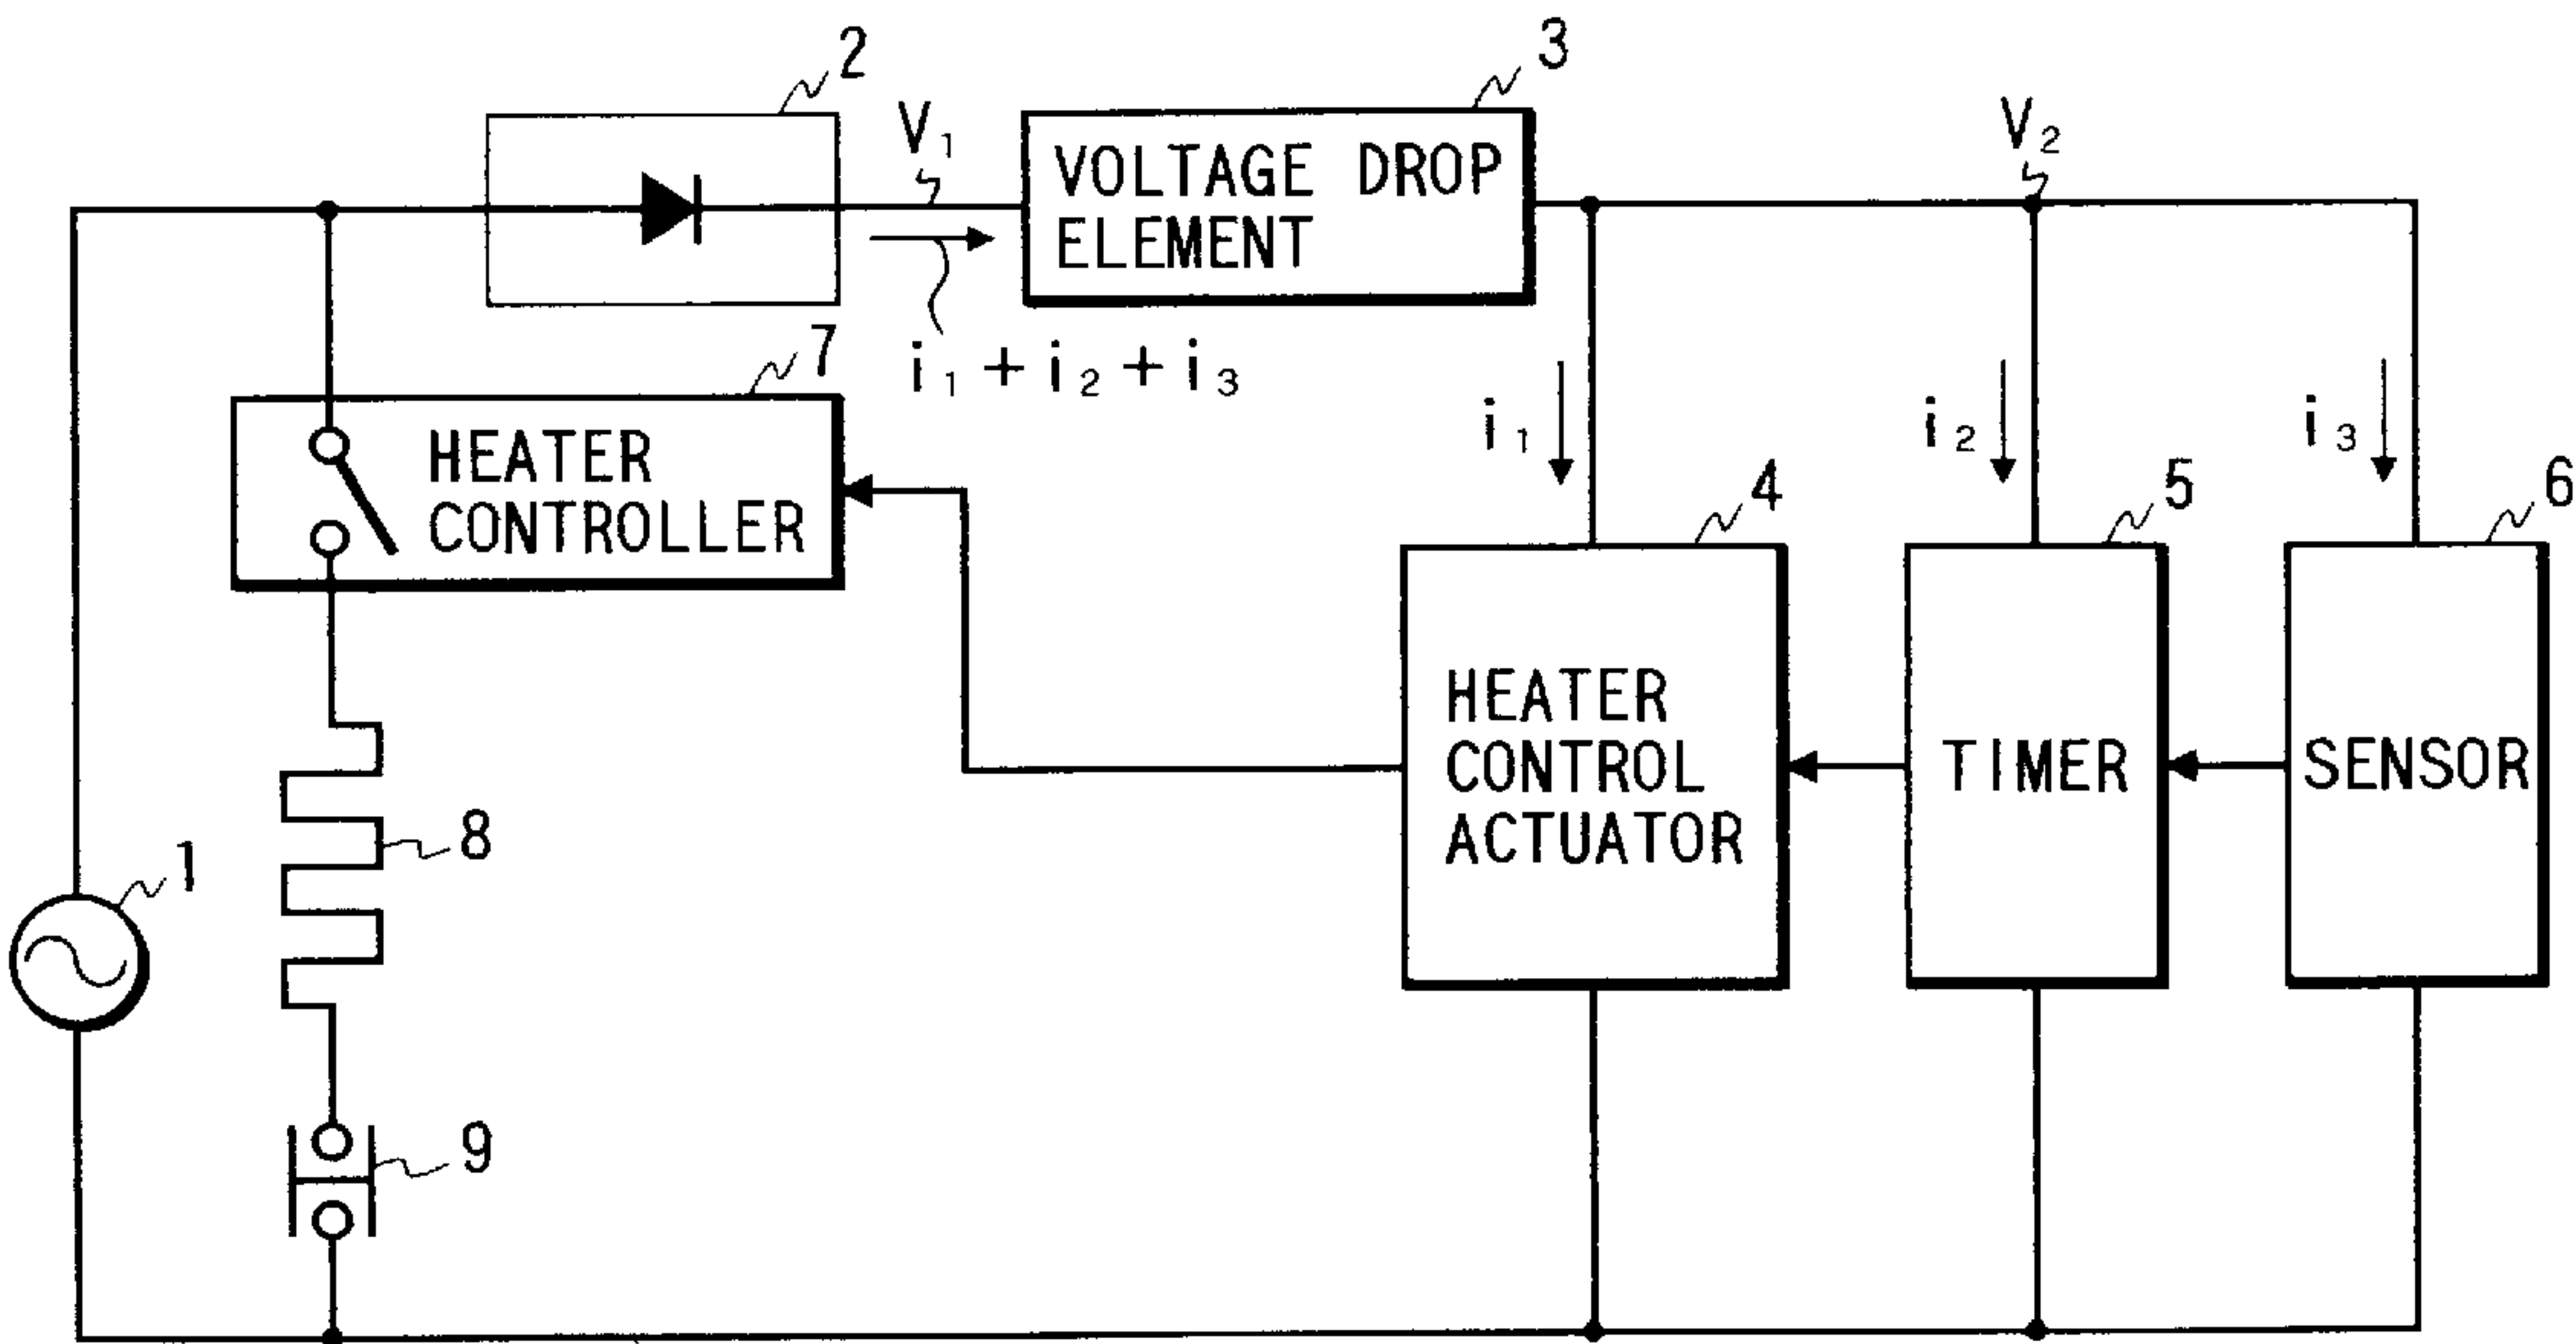 2
3
V₁
VOLTAGE DROP
ELEMENT
V₂
i₁ + i₂ + i₃
7
HEATER
CONTROLLER
i₁
i₂
i₃
4
5
6
HEATER
CONTROL
ACTUATOR
TIMER
SENSOR
8
1
9